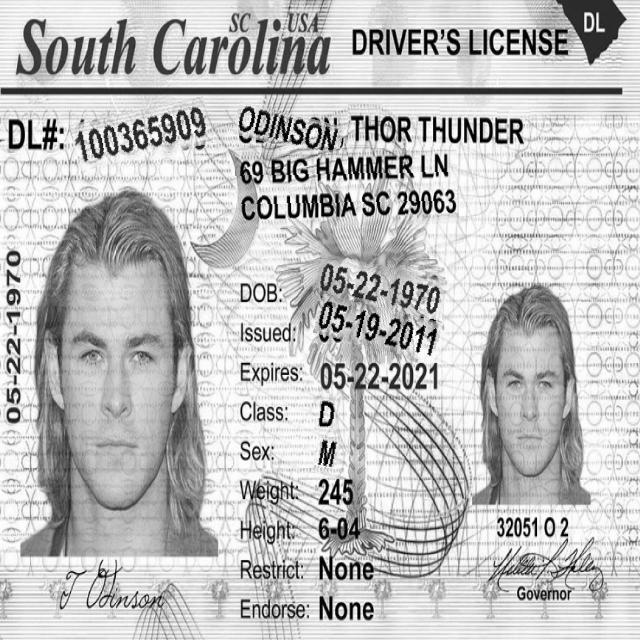 SC USA
South Carolina DRIVER'S LICENSE DL
DL#: 100365909
ODINSON, THOR THUNDER
69 BIG HAMMER LN
COLUMBIA SC 29063
05-22-1970
DOB: 05-22-1970
Issued: 05-19-2011
Expires: 05-22-2021
Class: D
Sex: M
Weight: 245
Height: 6-04
Restrict: None
Endorse: None
T Odinson
32051 O 2
Governor